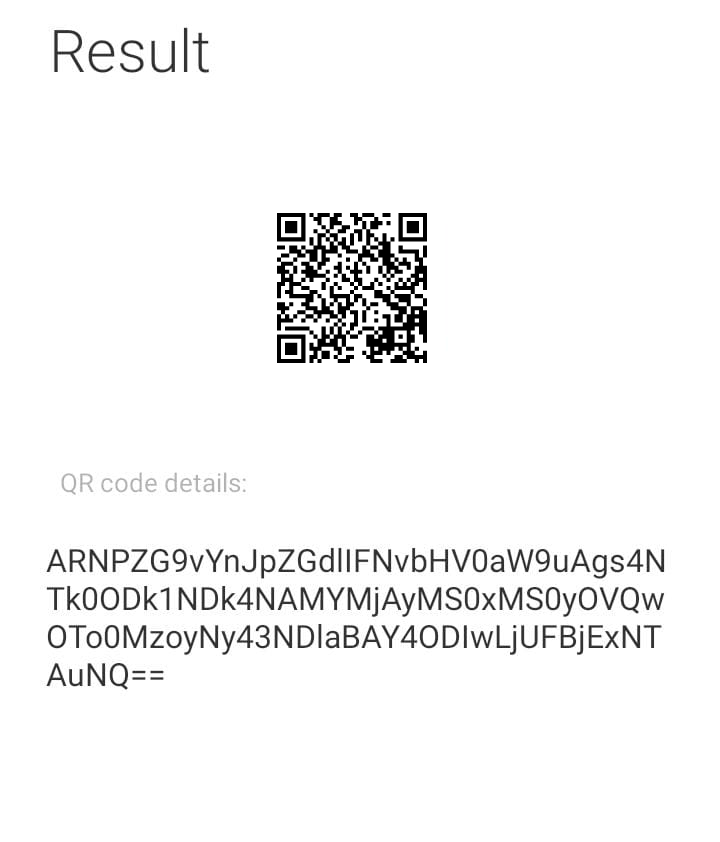 Result
QR code details:
ARNPZG9vYnJpZGdlIFNvbHV0aW9uAgs4N
Tk0ODk1NDk4NAMYMjAyMS0xMS0yOVQw
OTo0MzoyNy43NDlaBAY4ODIwLjUFBjExNT
AuNQ==